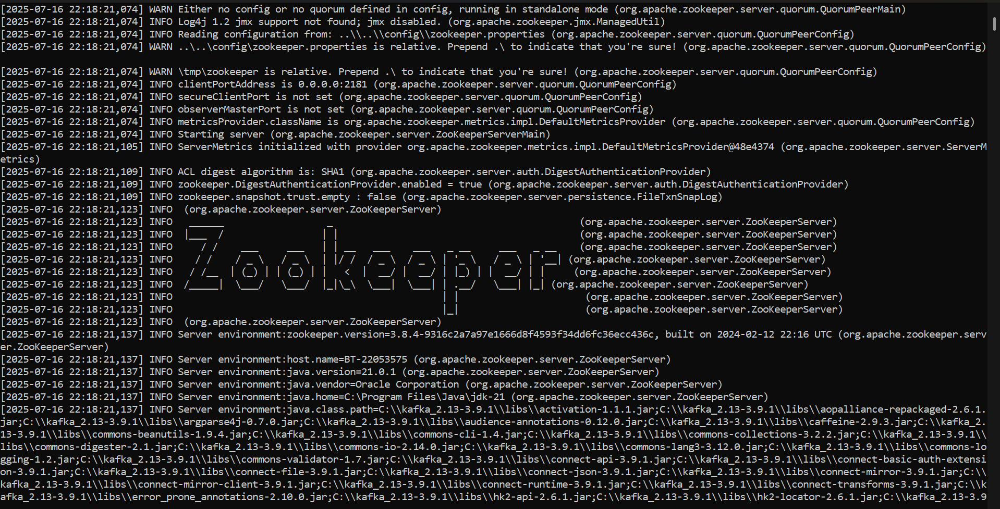 [2025-07-16 22:18:21,074] WARN Either no config or no quorum defined in config, running in standalone mode (org.apache.zookeeper.server.quorum.QuorumPeerMain)
[2025-07-16 22:18:21,074] INFO Log4j 1.2 jmx support not found; jmx disabled. (org.apache.zookeeper.jmx.ManagedUtil)
[2025-07-16 22:18:21,074] INFO Reading configuration from: ..\\..\\config\\zookeeper.properties (org.apache.zookeeper.server.quorum.QuorumPeerConfig)
[2025-07-16 22:18:21,074] WARN ..\..\config\zookeeper.properties is relative. Prepend .\ to indicate that you're sure! (org.apache.zookeeper.server.quorum.QuorumPeerConfig)
[2025-07-16 22:18:21,074] WARN \tmp\zookeeper is relative. Prepend .\ to indicate that you're sure! (org.apache.zookeeper.server.quorum.QuorumPeerConfig)
[2025-07-16 22:18:21,074] INFO clientPortAddress is 0.0.0.0:2181 (org.apache.zookeeper.server.quorum.QuorumPeerConfig)
[2025-07-16 22:18:21,074] INFO secureClientPort is not set (org.apache.zookeeper.server.quorum.QuorumPeerConfig)
[2025-07-16 22:18:21,074] INFO observerMasterPort is not set (org.apache.zookeeper.server.quorum.QuorumPeerConfig)
[2025-07-16 22:18:21,074] INFO metricsProvider.className is org.apache.zookeeper.metrics.impl.DefaultMetricsProvider (org.apache.zookeeper.server.quorum.QuorumPeerConfig)
[2025-07-16 22:18:21,074] INFO Starting server (org.apache.zookeeper.server.ZooKeeperServerMain)
[2025-07-16 22:18:21,105] INFO ServerMetrics initialized with provider org.apache.zookeeper.metrics.impl.DefaultMetricsProvider@48e4374 (org.apache.zookeeper.server.ServerM
etrics)
[2025-07-16 22:18:21,109] INFO ACL digest algorithm is: SHA1 (org.apache.zookeeper.server.auth.DigestAuthenticationProvider)
[2025-07-16 22:18:21,109] INFO zookeeper.DigestAuthenticationProvider.enabled = true (org.apache.zookeeper.server.auth.DigestAuthenticationProvider)
[2025-07-16 22:18:21,109] INFO zookeeper.snapshot.trust.empty : false (org.apache.zookeeper.server.persistence.FileTxnSnapLog)
[2025-07-16 22:18:21,123] INFO  (org.apache.zookeeper.server.ZooKeeperServer)
[2025-07-16 22:18:21,123] INFO   ______                  _                                           (org.apache.zookeeper.server.ZooKeeperServer)
[2025-07-16 22:18:21,123] INFO  |___  /                 | |                                          (org.apache.zookeeper.server.ZooKeeperServer)
[2025-07-16 22:18:21,123] INFO     / /    ___     ___   | | __   ___    ___   _ __     ___   _ __    (org.apache.zookeeper.server.ZooKeeperServer)
[2025-07-16 22:18:21,123] INFO    / /    / _ \   / _ \  | |/ /  / _ \  / _ \ | '_ \   / _ \ | '__| (org.apache.zookeeper.server.ZooKeeperServer)
[2025-07-16 22:18:21,123] INFO   / /__  | (_) | | (_) | |   <  |  __/ |  __/ | |_) | |  __/ | |     (org.apache.zookeeper.server.ZooKeeperServer)
[2025-07-16 22:18:21,123] INFO  /_____|  \___/   \___/  |_|\_\  \___|  \___| | .__/   \___| |_| (org.apache.zookeeper.server.ZooKeeperServer)
[2025-07-16 22:18:21,123] INFO                                               | |                      (org.apache.zookeeper.server.ZooKeeperServer)
[2025-07-16 22:18:21,123] INFO                                               |_|                      (org.apache.zookeeper.server.ZooKeeperServer)
[2025-07-16 22:18:21,123] INFO  (org.apache.zookeeper.server.ZooKeeperServer)
[2025-07-16 22:18:21,137] INFO Server environment:zookeeper.version=3.8.4-9316c2a7a97e1666d8f4593f34dd6fc36ecc436c, built on 2024-02-12 22:16 UTC (org.apache.zookeeper.serv
er.ZooKeeperServer)
[2025-07-16 22:18:21,137] INFO Server environment:host.name=BT-22053575 (org.apache.zookeeper.server.ZooKeeperServer)
[2025-07-16 22:18:21,137] INFO Server environment:java.version=21.0.1 (org.apache.zookeeper.server.ZooKeeperServer)
[2025-07-16 22:18:21,137] INFO Server environment:java.vendor=Oracle Corporation (org.apache.zookeeper.server.ZooKeeperServer)
[2025-07-16 22:18:21,137] INFO Server environment:java.home=C:\Program Files\Java\jdk-21 (org.apache.zookeeper.server.ZooKeeperServer)
[2025-07-16 22:18:21,137] INFO Server environment:java.class.path=C:\\kafka_2.13-3.9.1\\libs\\activation-1.1.1.jar;C:\\kafka_2.13-3.9.1\\libs\\aopalliance-repackaged-2.6.1.
jar;C:\\kafka_2.13-3.9.1\\libs\\argparse4j-0.7.0.jar;C:\\kafka_2.13-3.9.1\\libs\\audience-annotations-0.12.0.jar;C:\\kafka_2.13-3.9.1\\libs\\caffeine-2.9.3.jar;C:\\kafka_2.
13-3.9.1\\libs\\commons-beanutils-1.9.4.jar;C:\\kafka_2.13-3.9.1\\libs\\commons-cli-1.4.jar;C:\\kafka_2.13-3.9.1\\libs\\commons-collections-3.2.2.jar;C:\\kafka_2.13-3.9.1\\
libs\\commons-digester-2.1.jar;C:\\kafka_2.13-3.9.1\\libs\\commons-io-2.14.0.jar;C:\\kafka_2.13-3.9.1\\libs\\commons-lang3-3.12.0.jar;C:\\kafka_2.13-3.9.1\\libs\\commons-lo
gging-1.2.jar;C:\\kafka_2.13-3.9.1\\libs\\commons-validator-1.7.jar;C:\\kafka_2.13-3.9.1\\libs\\connect-api-3.9.1.jar;C:\\kafka_2.13-3.9.1\\libs\\connect-basic-auth-extensi
on-3.9.1.jar;C:\\kafka_2.13-3.9.1\\libs\\connect-file-3.9.1.jar;C:\\kafka_2.13-3.9.1\\libs\\connect-json-3.9.1.jar;C:\\kafka_2.13-3.9.1\\libs\\connect-mirror-3.9.1.jar;C:\\
kafka_2.13-3.9.1\\libs\\connect-mirror-client-3.9.1.jar;C:\\kafka_2.13-3.9.1\\libs\\connect-runtime-3.9.1.jar;C:\\kafka_2.13-3.9.1\\libs\\connect-transforms-3.9.1.jar;C:\\k
afka_2.13-3.9.1\\libs\\error_prone_annotations-2.10.0.jar;C:\\kafka_2.13-3.9.1\\libs\\hk2-api-2.6.1.jar;C:\\kafka_2.13-3.9.1\\libs\\hk2-locator-2.6.1.jar;C:\\kafka_2.13-3.9